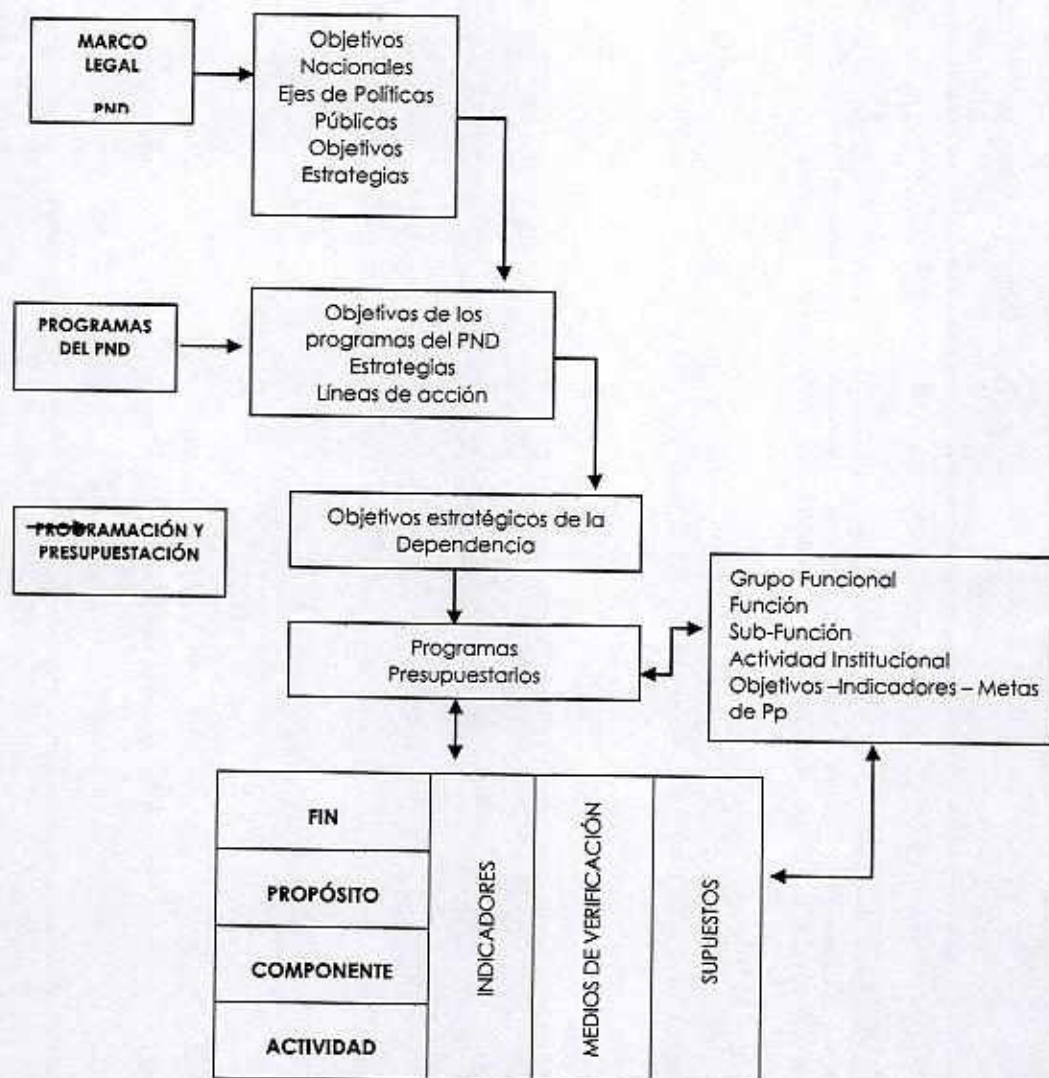 MARCO
LEGAL
PND
Objetivos
Nacionales
Ejes de Políticas
Públicas
Objetivos
Estrategias
PROGRAMAS
DEL PND
Objetivos de los
programas del PND
Estrategias
Líneas de acción
PROGRAMACIÓN Y
PRESUPUESTACIÓN
Objetivos estratégicos de la
Dependencia
Programas
Presupuestarios
Grupo Funcional
Función
Sub-Función
Actividad Institucional
Objetivos –Indicadores – Metas
de Pp
FIN
PROPÓSITO
COMPONENTE
ACTIVIDAD
INDICADORES
MEDIOS DE VERIFICACIÓN
SUPUESTOS